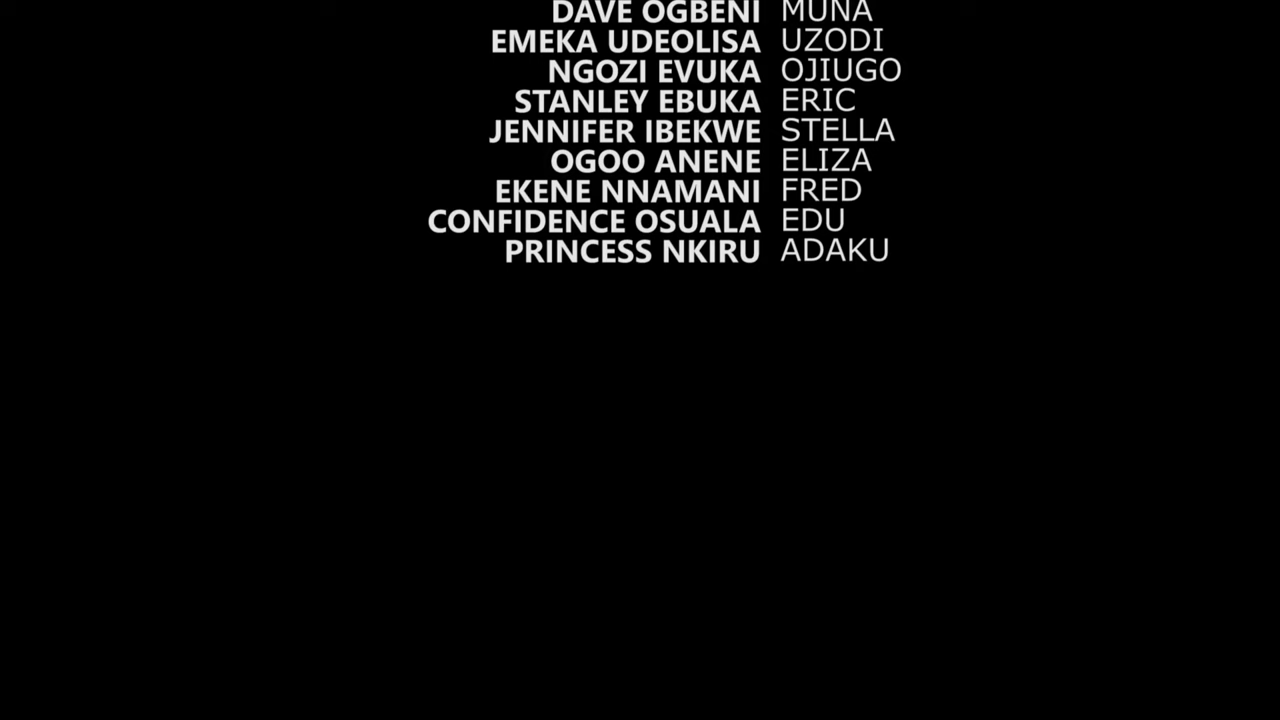 DAVE OGBENI MUNA
EMEKA UDEOLISA UZODI
NGOZI EVUKA OJIUGO
STANLEY EBUKA ERIC
JENNIFER IBEKWE STELLA
OGOO ANENE ELIZA
EKENE NNAMANI FRED
CONFIDENCE OSUALA EDU
PRINCESS NKIRU ADAKU